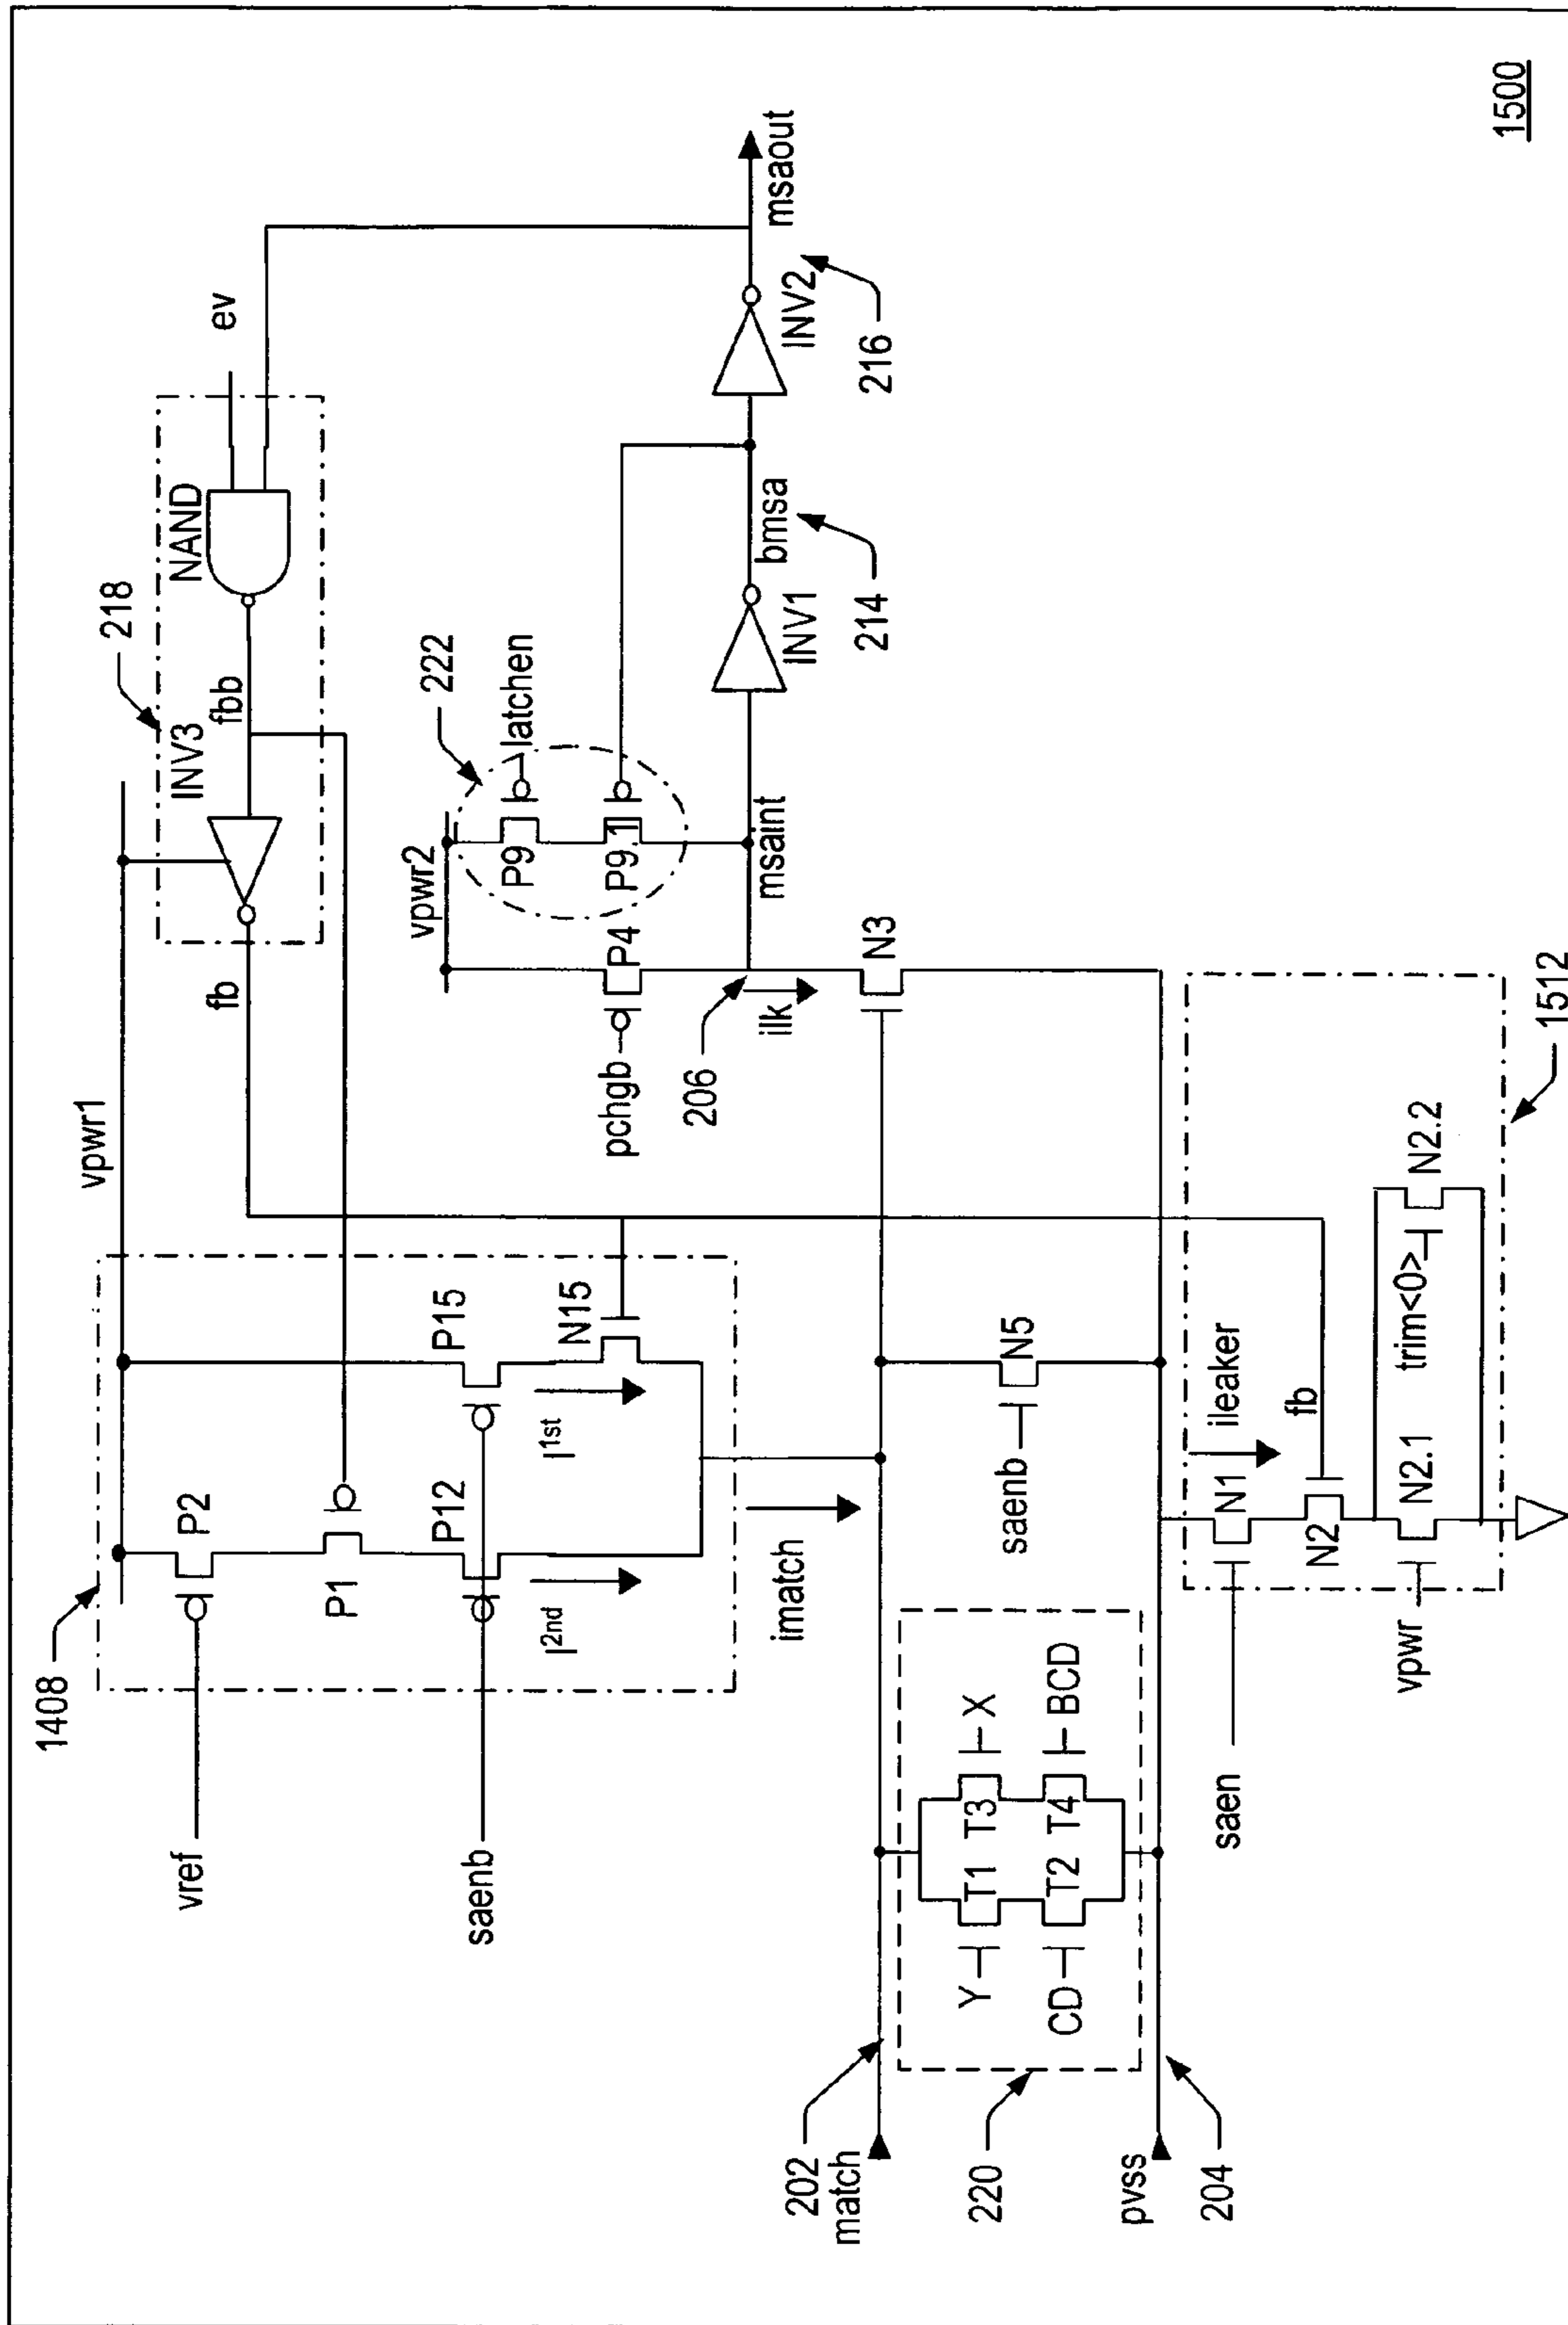 1500
218
INV3
NAND
ev
fbb
fb
vpwr1
1408
P2
P1
P12
P15
N15
I1st
I2nd
vref
saenb
imatch
vpwr2
222
P9
latchen
P9.1
P4
pchgb
206
ilk
msaint
INV1
bmsa
214
INV2
216
msaout
N3
202
match
220
Y
T1
T3
X
CD
T2
T4
BCD
saenb
N5
pvss
204
saen
N1
ileaker
N2
fb
vpwr
N2.1
trim<0>
N2.2
1512